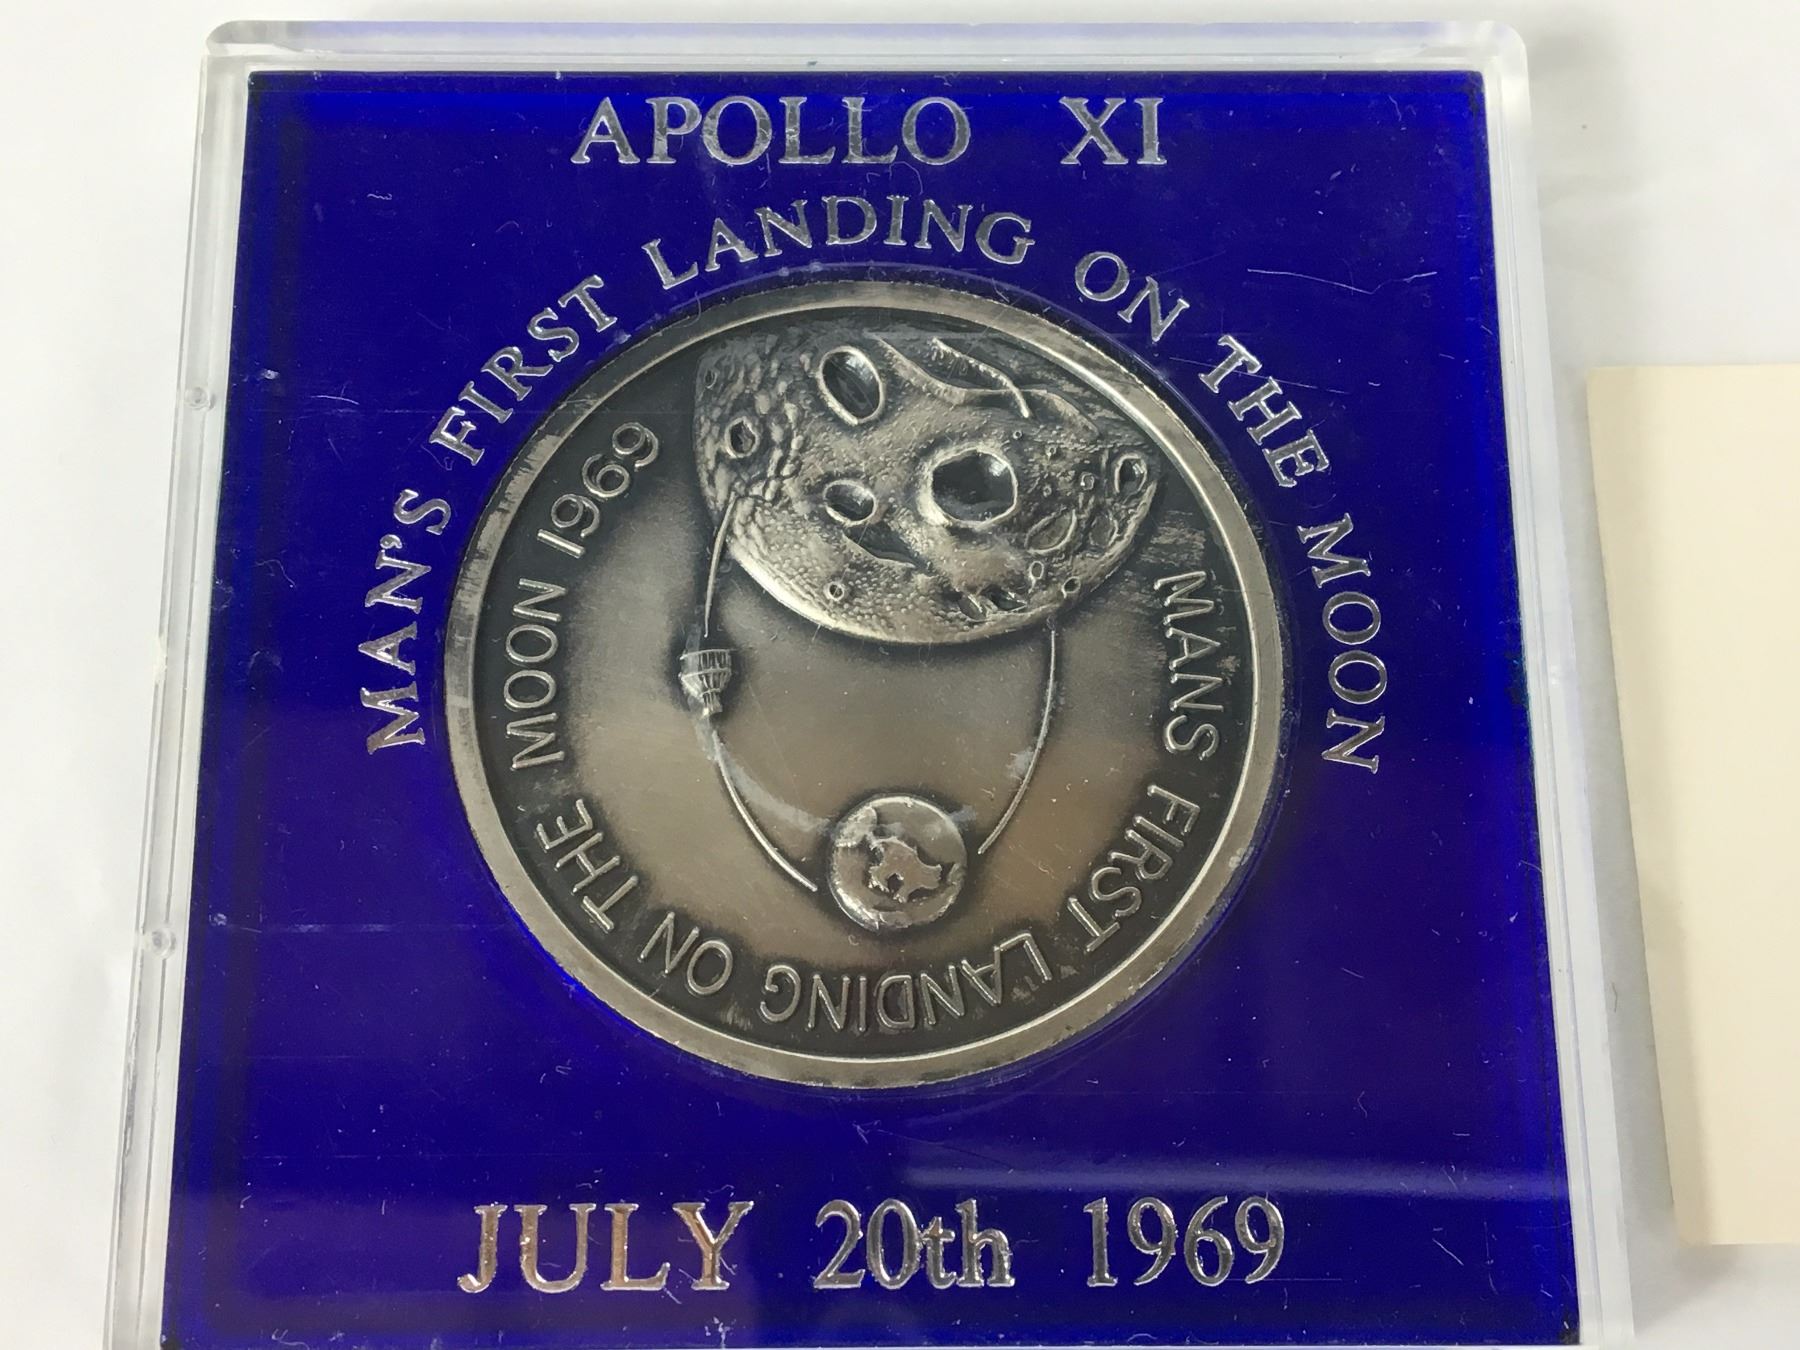 APOLLO XI
MAN'S FIRST LANDING ON THE MOON
MANS FIRST LANDING ON THE MOON 1969
JULY 20th 1969